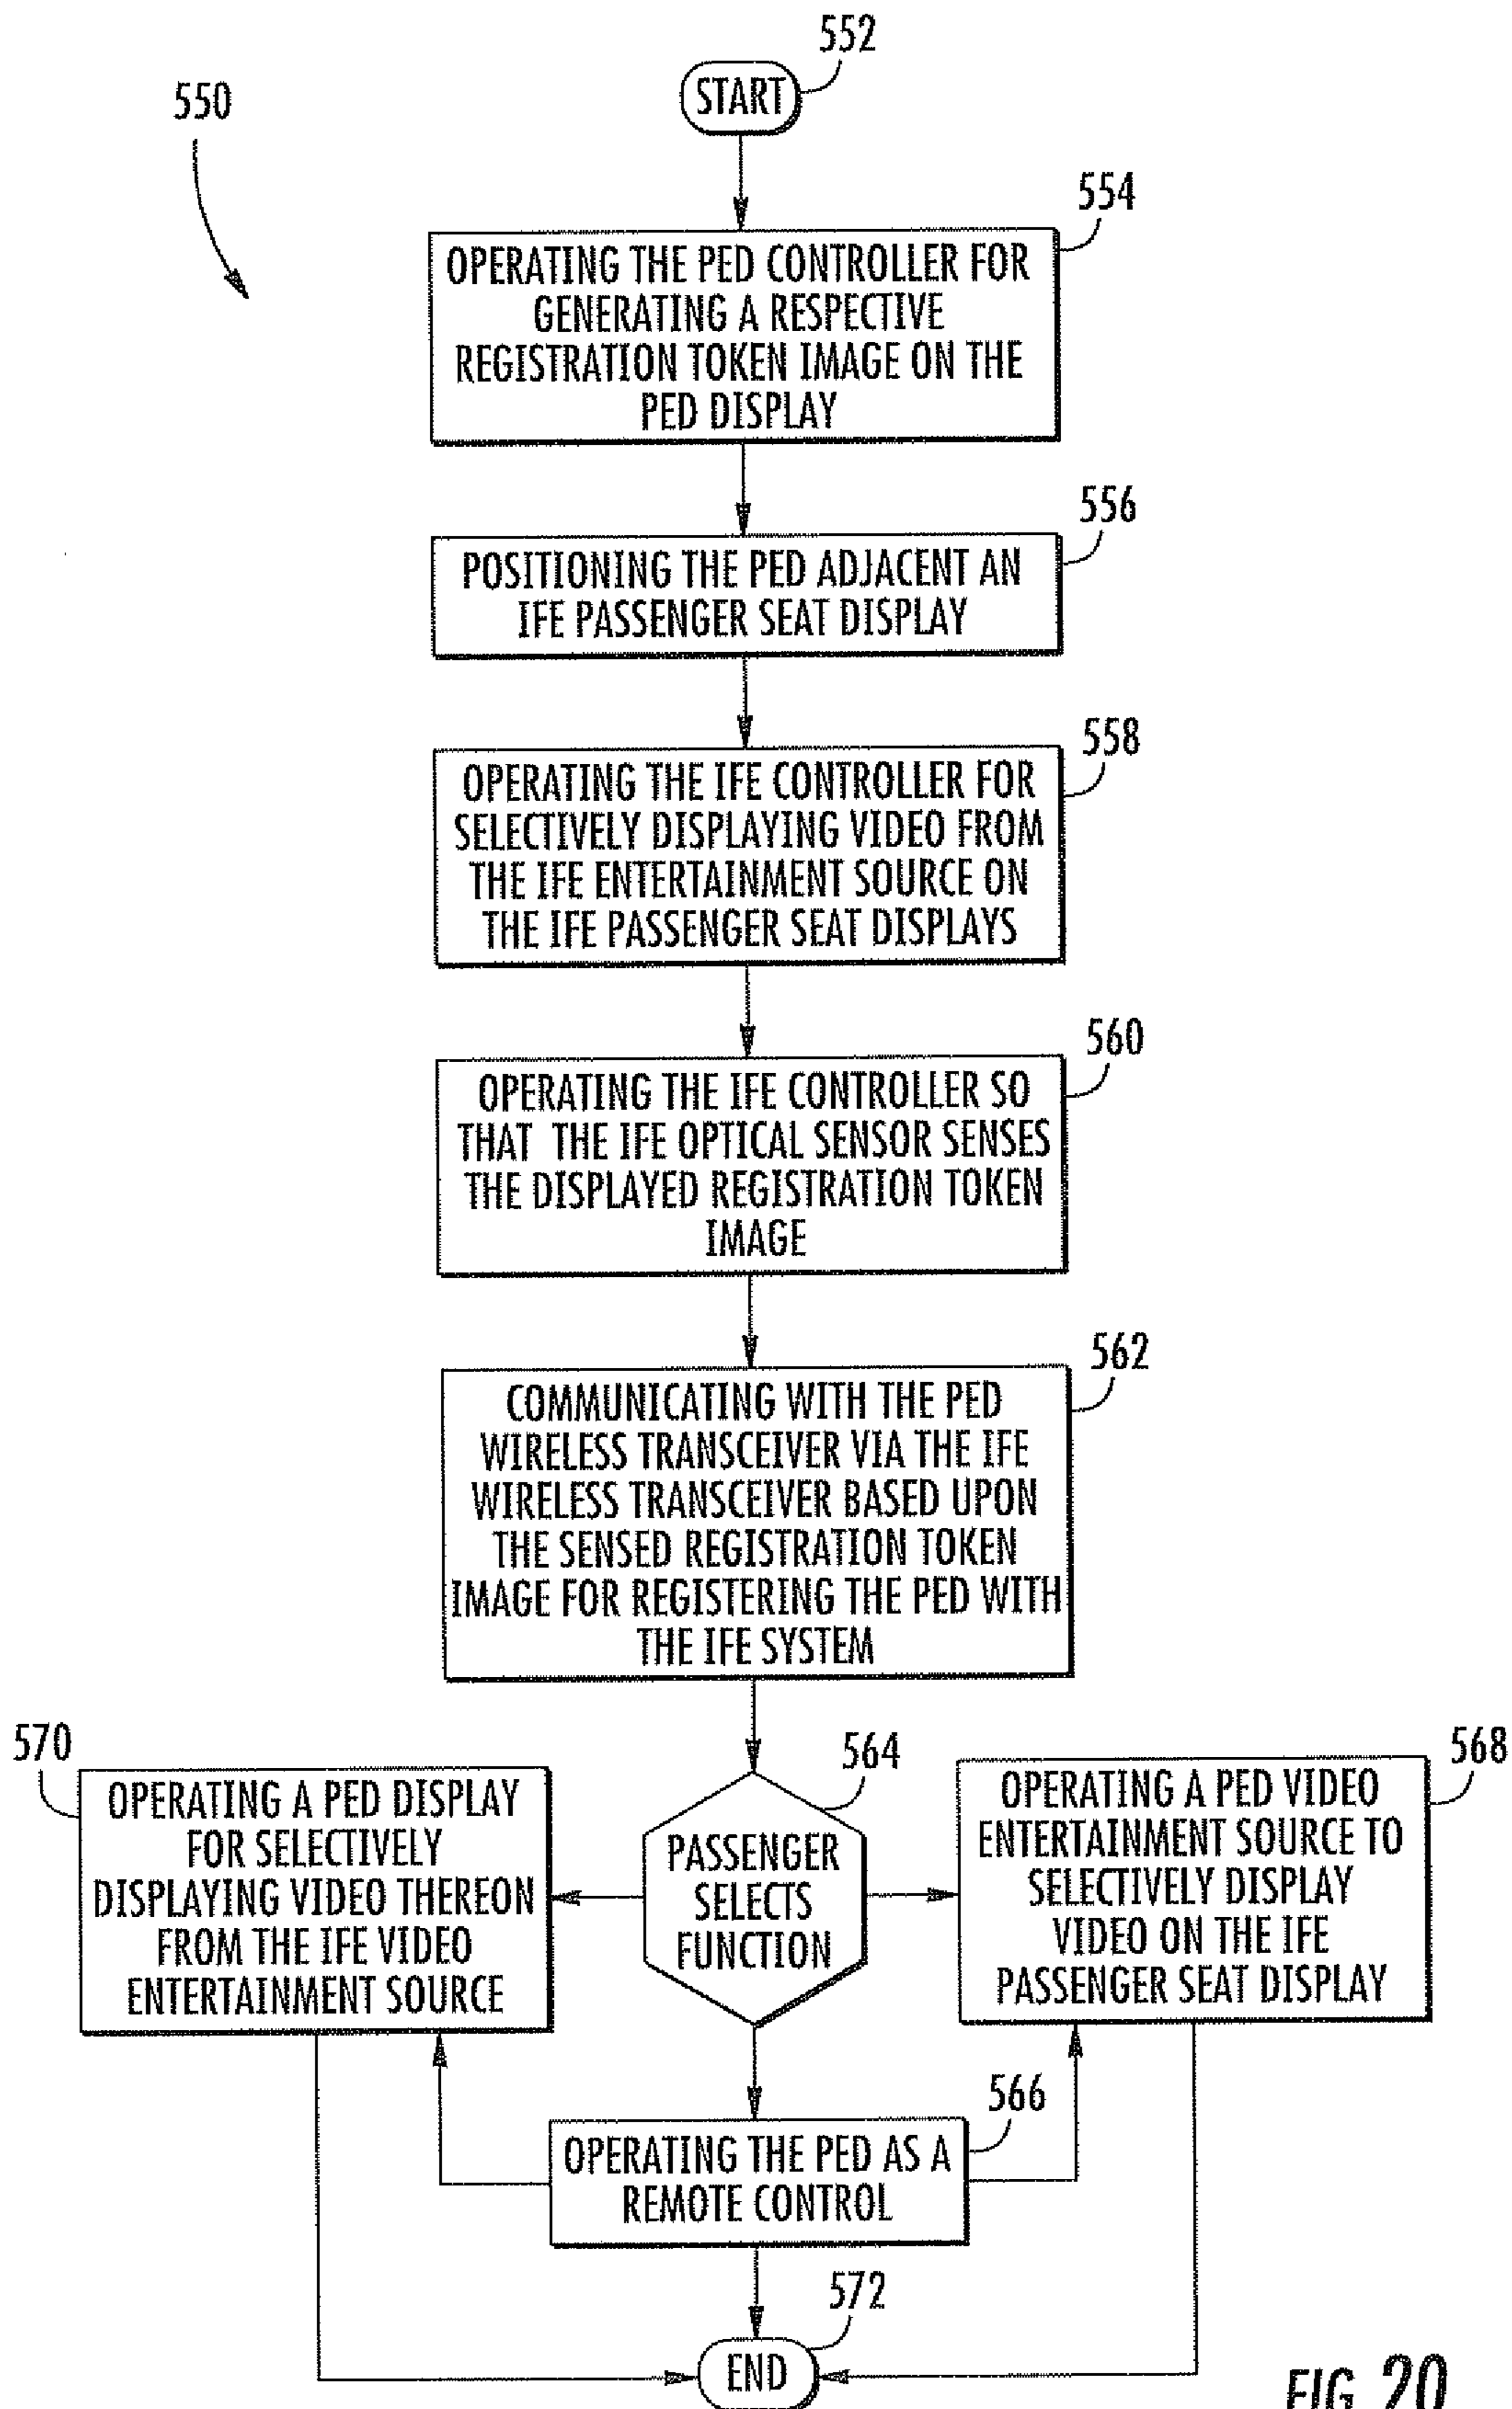 552
START
550
554
OPERATING THE PED CONTROLLER FOR
GENERATING A RESPECTIVE
REGISTRATION TOKEN IMAGE ON THE
PED DISPLAY
556
POSITIONING THE PED ADJACENT AN
IFE PASSENGER SEAT DISPLAY
558
OPERATING THE IFE CONTROLLER FOR
SELECTIVELY DISPLAYING VIDEO FROM
THE IFE ENTERTAINMENT SOURCE ON
THE IFE PASSENGER SEAT DISPLAYS
560
OPERATING THE IFE CONTROLLER SO
THAT THE IFE OPTICAL SENSOR SENSES
THE DISPLAYED REGISTRATION TOKEN
IMAGE
562
COMMUNICATING WITH THE PED
WIRELESS TRANSCEIVER VIA THE IFE
WIRELESS TRANSCEIVER BASED UPON
THE SENSED REGISTRATION TOKEN
IMAGE FOR REGISTERING THE PED WITH
THE IFE SYSTEM
570
OPERATING A PED DISPLAY
FOR SELECTIVELY
DISPLAYING VIDEO THEREON
FROM THE IFE VIDEO
ENTERTAINMENT SOURCE
564
PASSENGER
SELECTS
FUNCTION
568
OPERATING A PED VIDEO
ENTERTAINMENT SOURCE TO
SELECTIVELY DISPLAY
VIDEO ON THE IFE
PASSENGER SEAT DISPLAY
566
OPERATING THE PED AS A
REMOTE CONTROL
572
END
FIG. 20